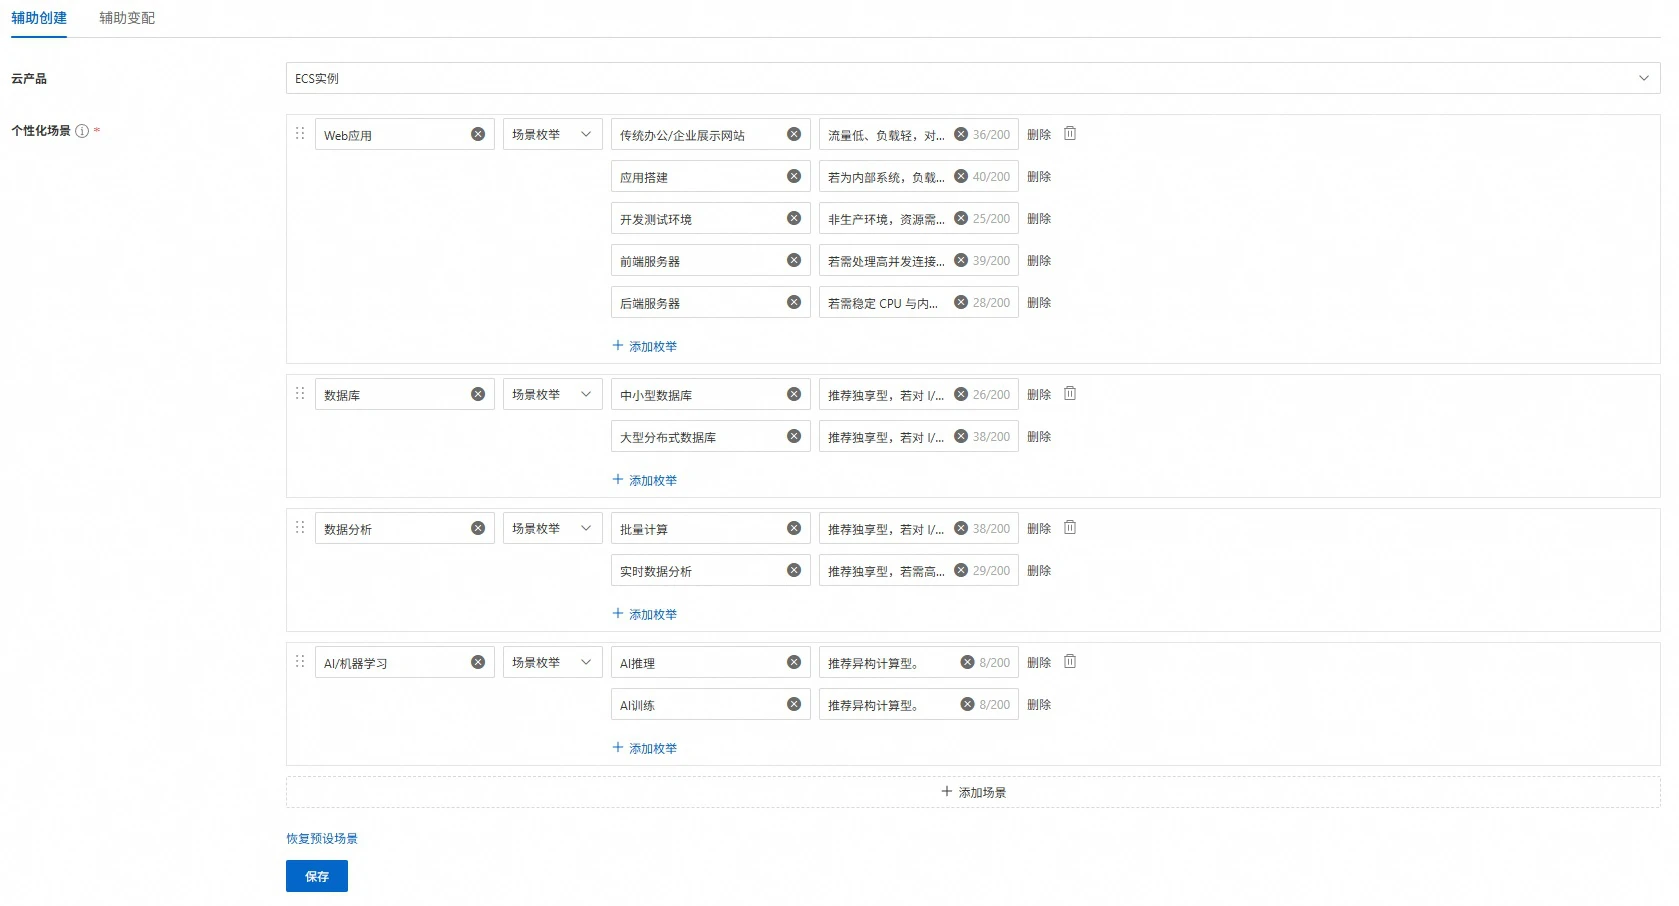 辅助创建 辅助变配
云产品 ECS实例
个性化场景 * Web应用 场景枚举 传统办公/企业展示网站 流量低、负载轻，对... 36/200 删除
应用搭建 若为内部系统，负载... 40/200 删除
开发测试环境 非生产环境，资源需... 25/200 删除
前端服务器 若需处理高并发连接... 39/200 删除
后端服务器 若需稳定 CPU 与内... 28/200 删除
+ 添加枚举
数据库 场景枚举 中小型数据库 推荐独享型，若对 I/... 26/200 删除
大型分布式数据库 推荐独享型，若对 I/... 38/200 删除
+ 添加枚举
数据分析 场景枚举 批量计算 推荐独享型，若对 I/... 38/200 删除
实时数据分析 推荐独享型，若需高... 29/200 删除
+ 添加枚举
AI/机器学习 场景枚举 AI推理 推荐异构计算型。 8/200 删除
AI训练 推荐异构计算型。 8/200 删除
+ 添加枚举
+ 添加场景
恢复预设场景
保存